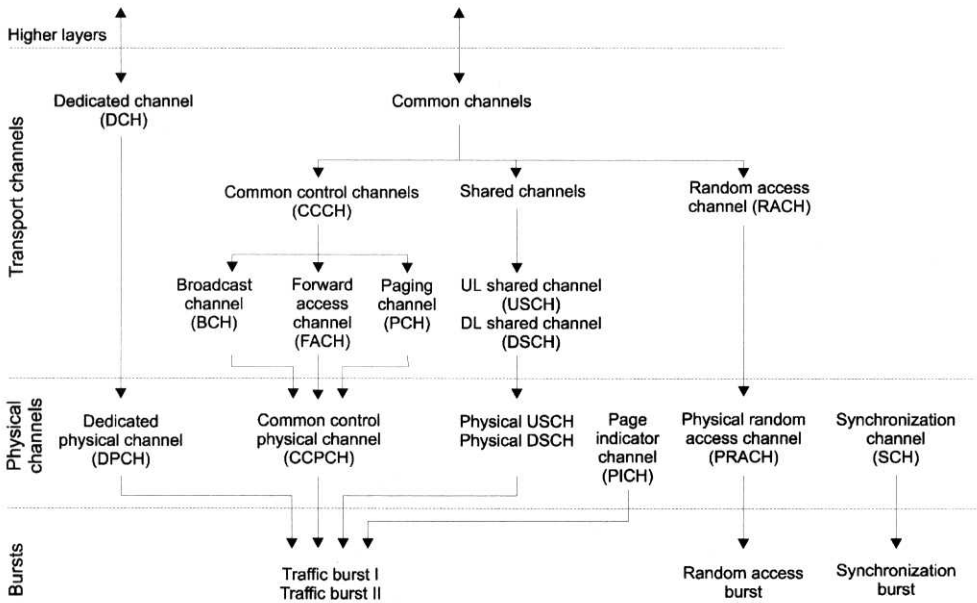 Higher layers
Transport channels
Dedicated channel
(DCH)
Common channels
Common control channels
(CCCH)
Shared channels
Random access
channel (RACH)
Broadcast
channel
(BCH)
Forward
access
channel
(FACH)
Paging
channel
(PCH)
UL shared channel
(USCH)
DL shared channel
(DSCH)
Physical
channels
Dedicated
physical channel
(DPCH)
Common control
physical channel
(CCPCH)
Physical USCH
Physical DSCH
Page
indicator
channel
(PICH)
Physical random
access channel
(PRACH)
Synchronization
channel
(SCH)
Bursts
Traffic burst I
Traffic burst II
Random access
burst
Synchronization
burst